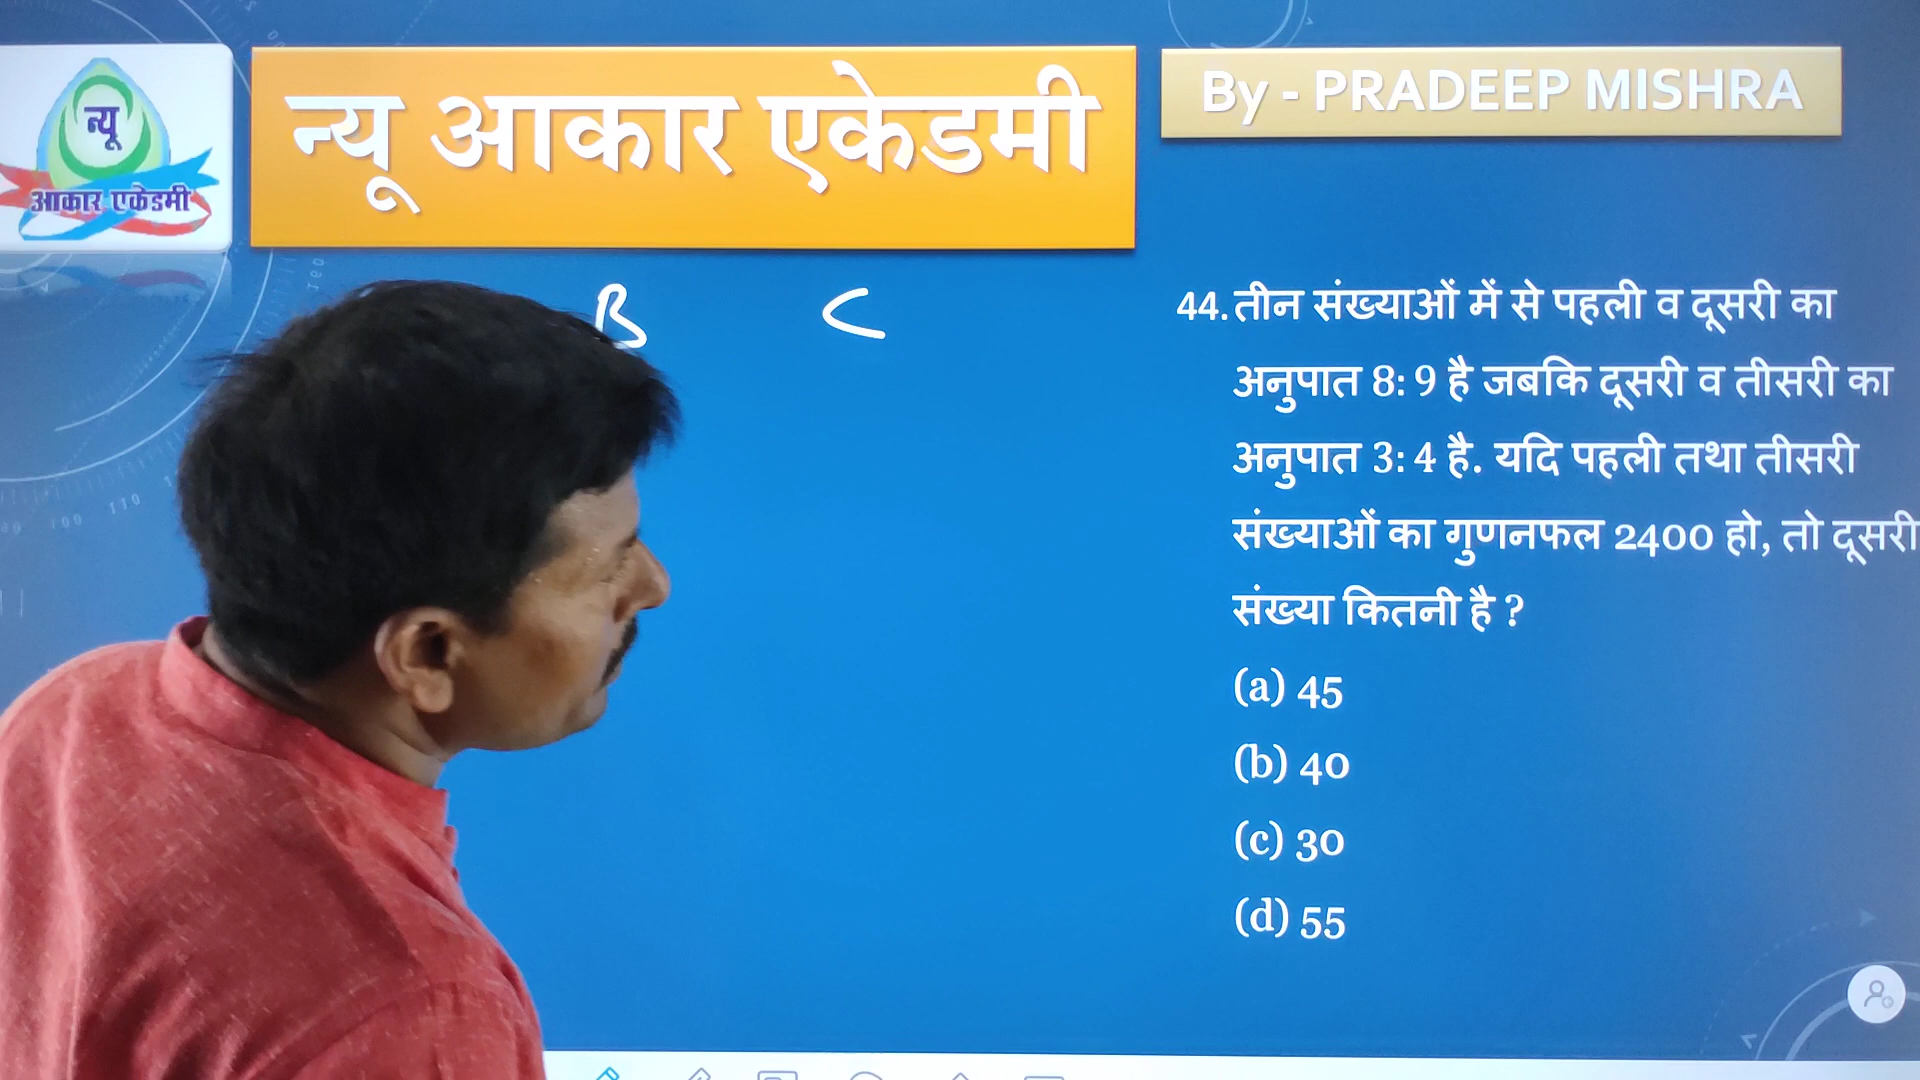 न्यू
आकार एकेडमी
न्यू आकार एकेडमी
By - PRADEEP MISHRA
B C
44. तीन संख्याओं में से पहली व दूसरी का
अनुपात 8: 9 है जबकि दूसरी व तीसरी का
अनुपात 3: 4 है. यदि पहली तथा तीसरी
संख्याओं का गुणनफल 2400 हो, तो दूसरी
संख्या कितनी है ?
(a) 45
(b) 40
(c) 30
(d) 55